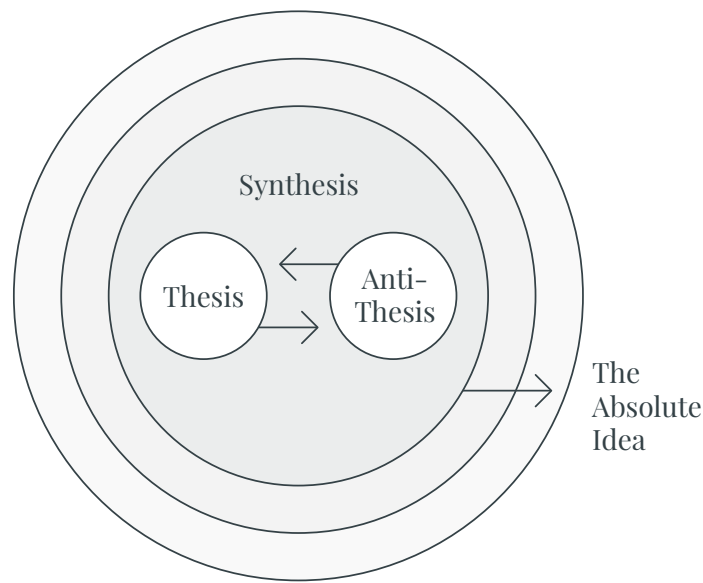 Synthesis
Thesis
Anti-
Thesis
The
Absolute
Idea